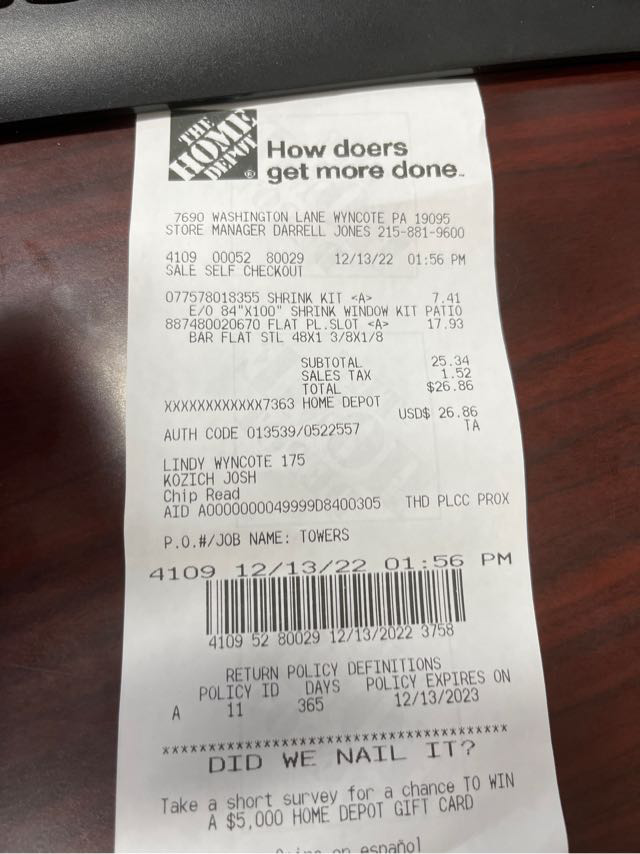 THE
HOME
DEPOT
®
How doers
get more done™
7690 WASHINGTON LANE WYNCOTE PA 19095
STORE MANAGER DARRELL JONES 215-881-9600
4109 00052 80029 12/13/22 01:56 PM
SALE SELF CHECKOUT
077578018355 SHRINK KIT <A> 7.41
E/O 84"X100" SHRINK WINDOW KIT PATIO
887480020670 FLAT PL.SLOT <A> 17.93
BAR FLAT STL 48X1 3/8X1/8
SUBTOTAL 25.34
SALES TAX 1.52
TOTAL $26.86
XXXXXXXXXXXX7363 HOME DEPOT
USD$ 26.86
AUTH CODE 013539/0522557 TA
LINDY WYNCOTE 175
KOZICH JOSH
Chip Read
AID A0000000049999D8400305 THD PLCC PROX
P.O.#/JOB NAME: TOWERS
4109 12/13/22 01:56 PM
4109 52 80029 12/13/2022 3758
RETURN POLICY DEFINITIONS
POLICY ID DAYS POLICY EXPIRES ON
A 11 365 12/13/2023
***************************************
DID WE NAIL IT?
Take a short survey for a chance TO WIN
A $5,000 HOME DEPOT GIFT CARD
en español